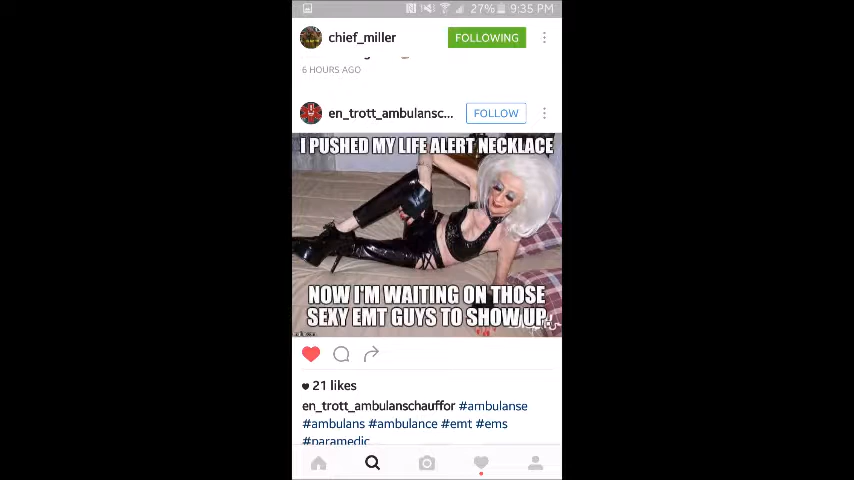 27% 9:35 PM
chief_miller FOLLOWING
6 HOURS AGO
en_trott_ambulansc... FOLLOW
I PUSHED MY LIFE ALERT NECKLACE
NOW I'M WAITING ON THOSE
SEXY EMT GUYS TO SHOW UP
21 likes
en_trott_ambulanschauffor #ambulanse
#ambulans #ambulance #emt #ems
#paramedic